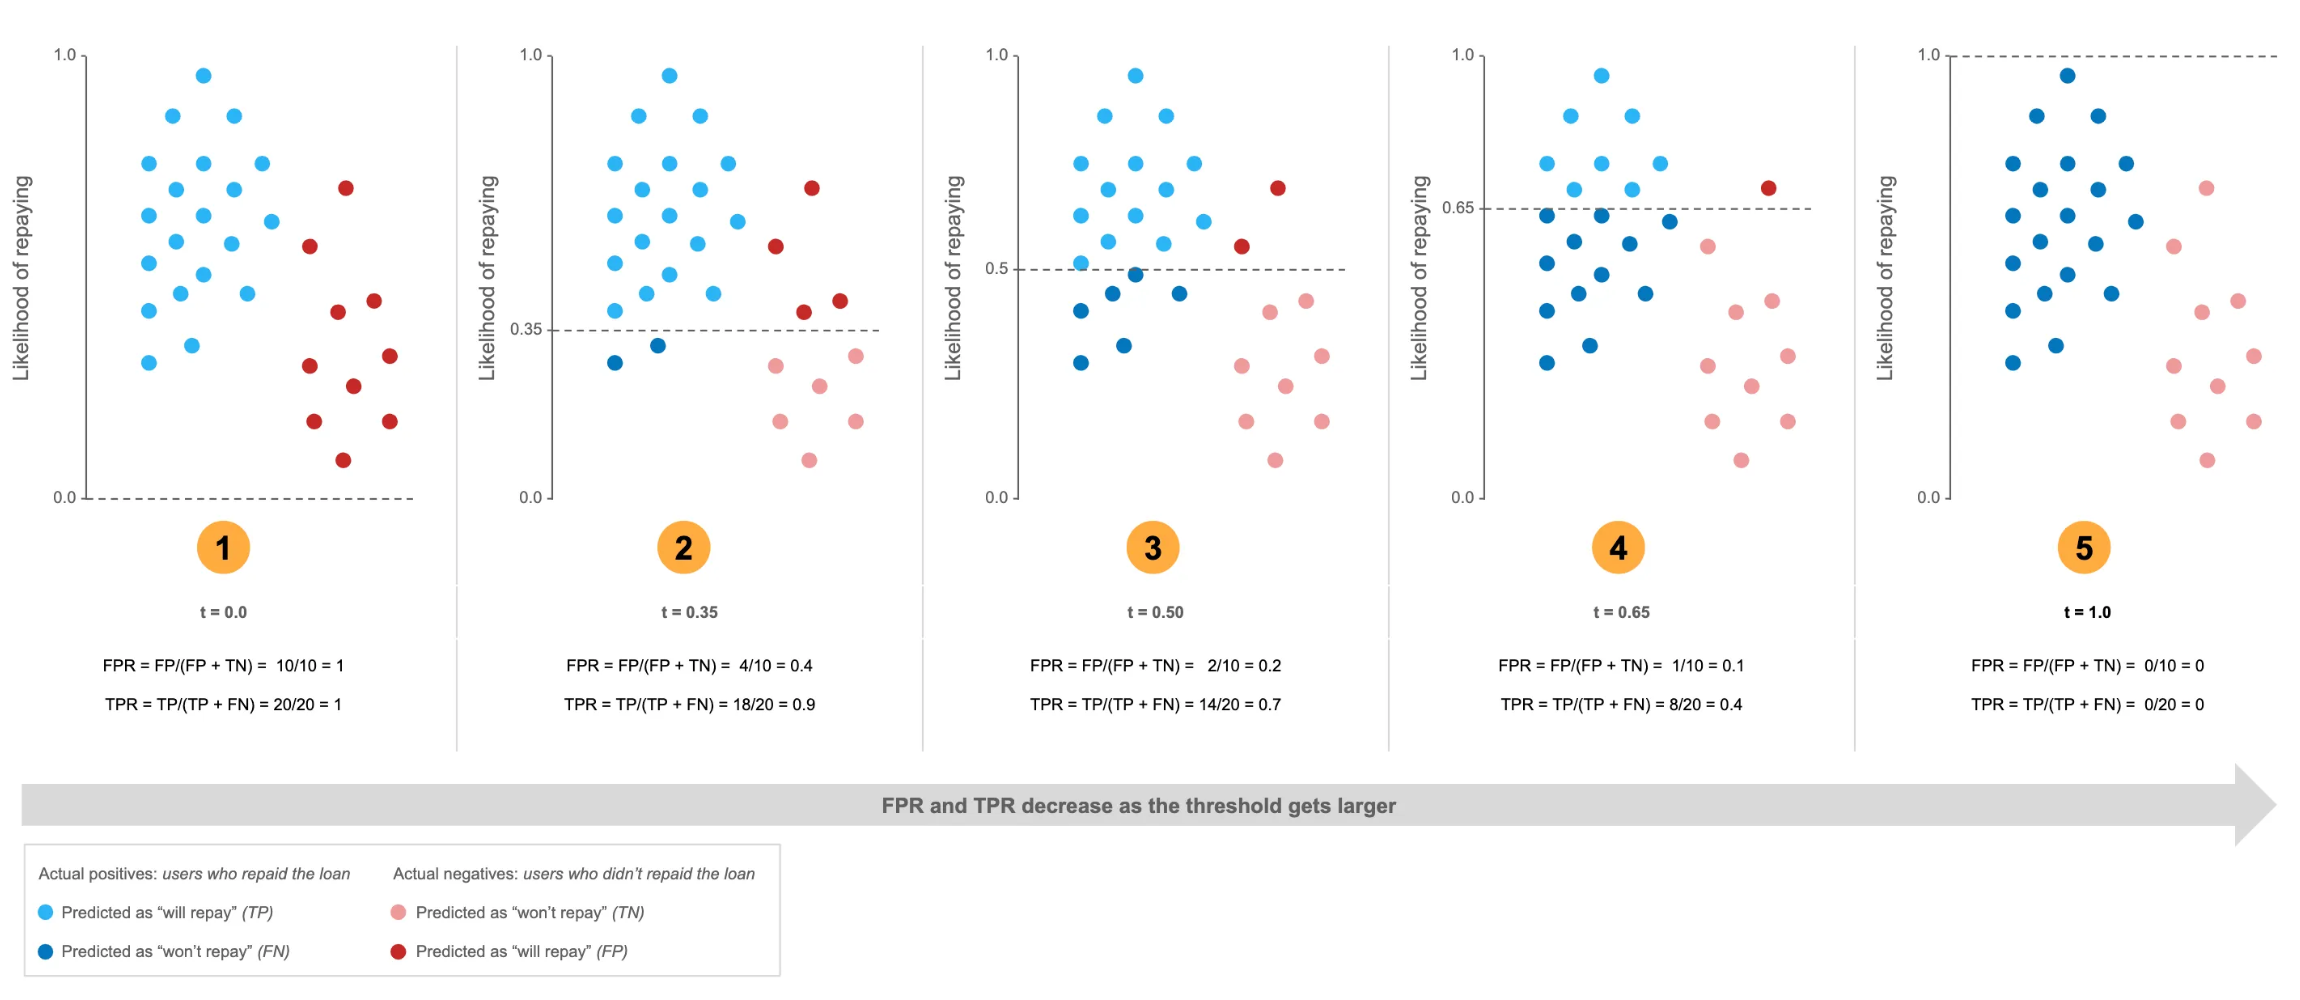 1.0
Likelihood of repaying
0.0
1
t = 0.0
FPR = FP/(FP + TN) = 10/10 = 1
TPR = TP/(TP + FN) = 20/20 = 1
1.0
Likelihood of repaying
0.35
0.0
2
t = 0.35
FPR = FP/(FP + TN) = 4/10 = 0.4
TPR = TP/(TP + FN) = 18/20 = 0.9
1.0
Likelihood of repaying
0.5
0.0
3
t = 0.50
FPR = FP/(FP + TN) = 2/10 = 0.2
TPR = TP/(TP + FN) = 14/20 = 0.7
1.0
Likelihood of repaying
0.65
0.0
4
t = 0.65
FPR = FP/(FP + TN) = 1/10 = 0.1
TPR = TP/(TP + FN) = 8/20 = 0.4
1.0
Likelihood of repaying
0.0
5
t = 1.0
FPR = FP/(FP + TN) = 0/10 = 0
TPR = TP/(TP + FN) = 0/20 = 0
FPR and TPR decrease as the threshold gets larger
Actual positives: users who repaid the loan
Predicted as “will repay” (TP)
Predicted as “won’t repay” (FN)
Actual negatives: users who didn’t repaid the loan
Predicted as “won’t repay” (TN)
Predicted as “will repay” (FP)